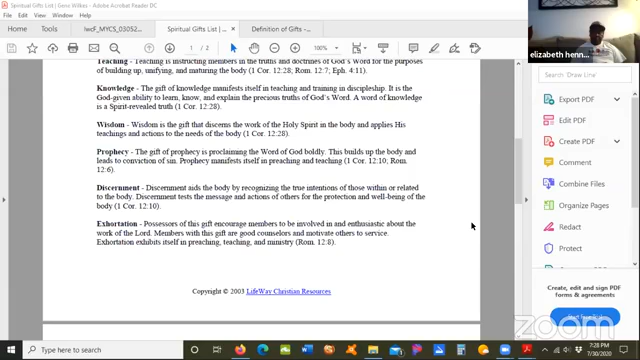 Spiritual Gifts List | Gens Wilkes - Adobe Acrobat Reader DC
File Edit View Sign Window Help
Home Tools lwcF_MYCS_03052... Spiritual Gifts List | ... × Definition of Gifts -...
1 / 2
100%
Teaching - Teaching is instructing members in the truths and doctrines of God's Word for the purposes
of building up, unifying, and maturing the body (1 Cor. 12:28; Rom. 12:7; Eph. 4:11).
Knowledge - The gift of knowledge manifests itself in teaching and training in discipleship. It is the
God-given ability to learn, know, and explain the precious truths of God's Word. A word of knowledge
is a Spirit-revealed truth (1 Cor. 12:28).
Wisdom - Wisdom is the gift that discerns the work of the Holy Spirit in the body and applies His
teachings and actions to the needs of the body (1 Cor. 12:28).
Prophecy - The gift of prophecy is proclaiming the Word of God boldly. This builds up the body and
leads to conviction of sin. Prophecy manifests itself in preaching and teaching (1 Cor. 12:10; Rom.
12:6).
Discernment - Discernment aids the body by recognizing the true intentions of those within or related
to the body. Discernment tests the message and actions of others for the protection and well-being of the
body (1 Cor. 12:10).
Exhortation - Possessors of this gift encourage members to be involved in and enthusiastic about the
work of the Lord. Members with this gift are good counselors and motivate others to service.
Exhortation exhibits itself in preaching, teaching, and ministry (Rom. 12:8).
Copyright © 2003 LifeWay Christian Resources
elizabeth henn...
Search 'Draw Line'
Export PDF
Edit PDF
Create PDF
Comment
Combine Files
Organize Pages
Redact
Protect
Create, edit and sign PDF
forms & agreements
Start Free Trial
zoom
Type here to search
7:28 PM
7/30/2020